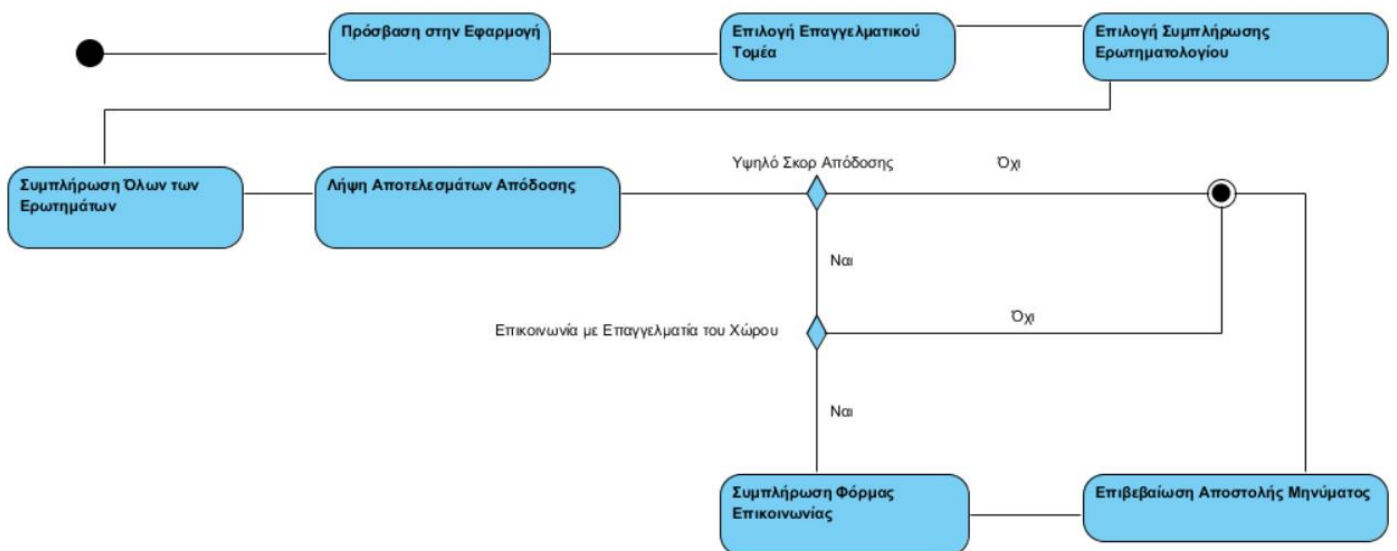 Πρόσβαση στην Εφαρμογή
Επιλογή Επαγγελματικού
Τομέα
Επιλογή Συμπλήρωσης
Ερωτηματολογίου
Συμπλήρωση Όλων των
Ερωτημάτων
Λήψη Αποτελεσμάτων Απόδοσης
Υψηλό Σκορ Απόδοσης
Όχι
Ναι
Επικοινωνία με Επαγγελματία του Χώρου
Όχι
Ναι
Συμπλήρωση Φόρμας
Επικοινωνίας
Επιβεβαίωση Αποστολής Μηνύματος